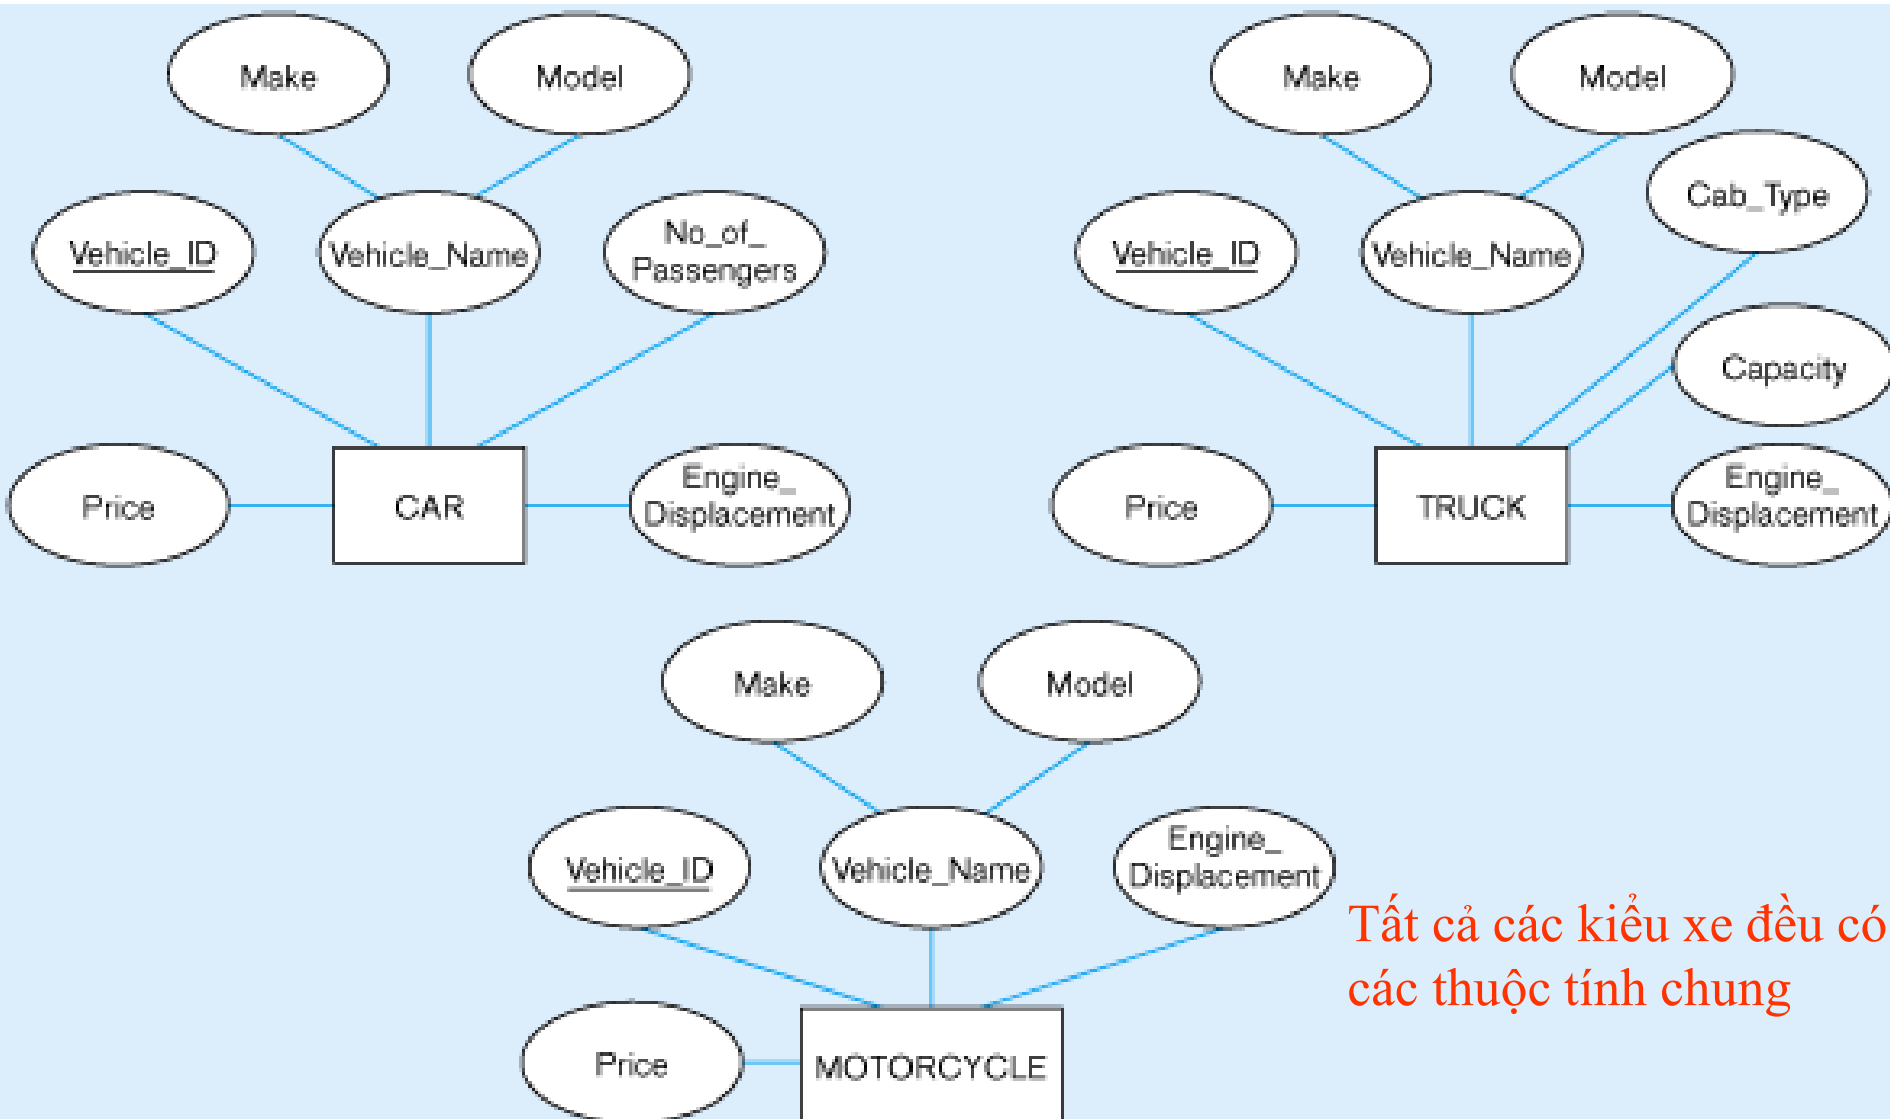 Make
Model
Vehicle_ID
Vehicle_Name
No_of_
Passengers
Price
CAR
Engine_
Displacement
Make
Model
Cab_Type
Vehicle_ID
Vehicle_Name
Capacity
Price
TRUCK
Engine_
Displacement
Make
Model
Vehicle_ID
Vehicle_Name
Engine_
Displacement
Price
MOTORCYCLE
Tất cả các kiểu xe đều có
các thuộc tính chung